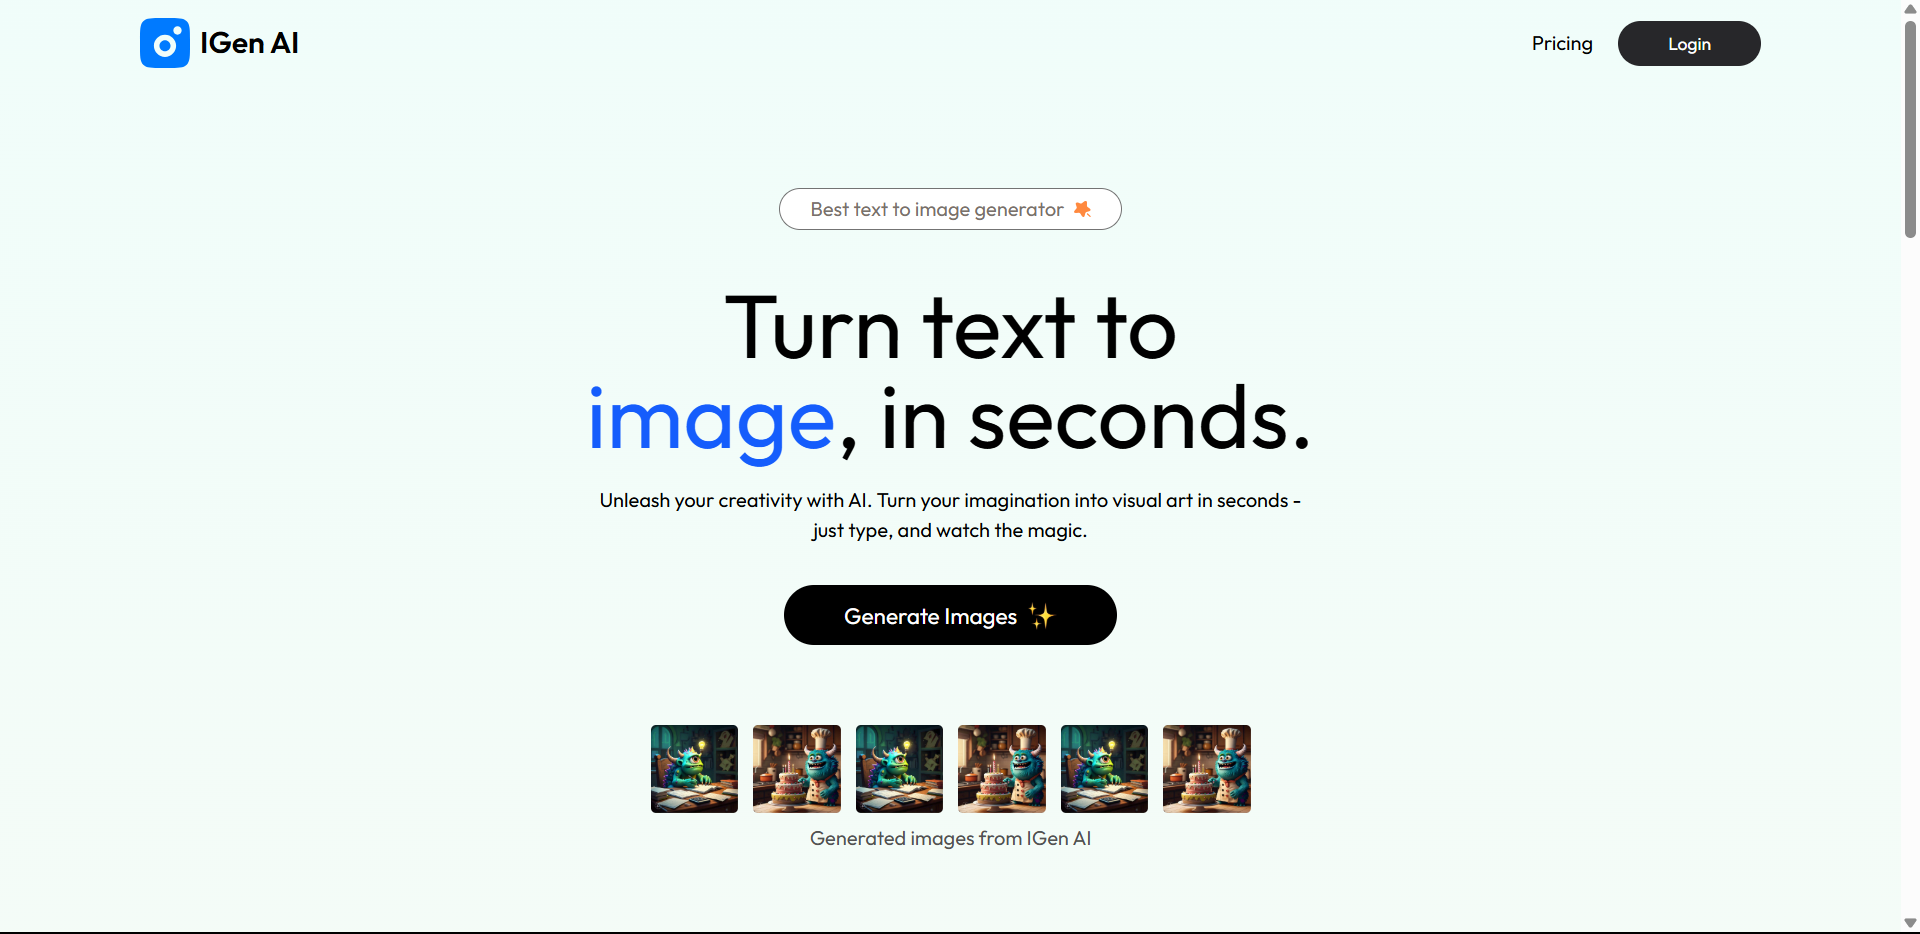 IGen AI
Pricing
Login
Best text to image generator
Turn text to
image, in seconds.
Unleash your creativity with AI. Turn your imagination into visual art in seconds -
just type, and watch the magic.
Generate Images ✨
Generated images from IGen AI